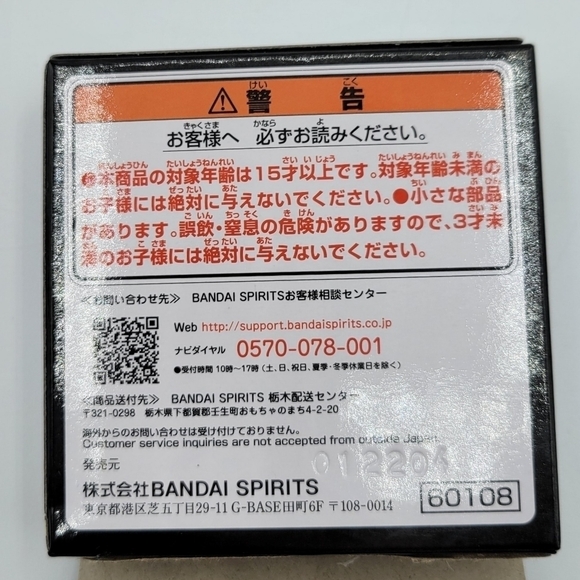 ⚠警告
お客様へ 必ずお読みください。
●本商品の対象年齢は15才以上です。対象年齢未満の
お子様には絶対に与えないでください。●小さな部品
があります。誤飲・窒息の危険がありますので、3才未
満のお子様には絶対に与えないでください。
≪お問い合わせ先≫ BANDAI SPIRITSお客様相談センター
Web http://support.bandaispirits.co.jp
ナビダイヤル 0570-078-001
●受付時間 10時〜17時(土、日、祝日、夏季・冬季休業日を除く)
≪商品送付先≫ BANDAI SPIRITS 栃木配送センター
〒321-0298 栃木県下都賀郡壬生町おもちゃのまち4-2-20
海外からのお問い合わせは受け付けておりません。
Customer service inquiries are not accepted from outside Japan.
発売元
012204
株式会社BANDAI SPIRITS
60108
東京都港区芝五丁目29-11 G-BASE田町6F 〒108-0014